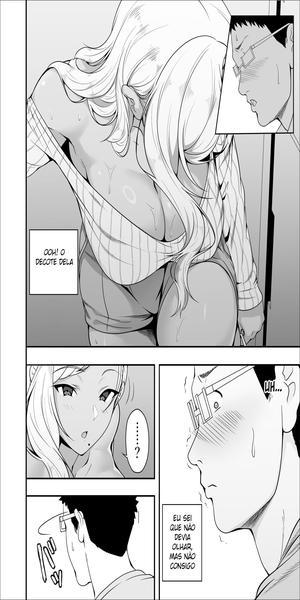 OOH! O
DECOTE DELA
UH...
......?
EU SEI
QUE NÃO
DEVIA
OLHAR,
MAS NÃO
CONSIGO